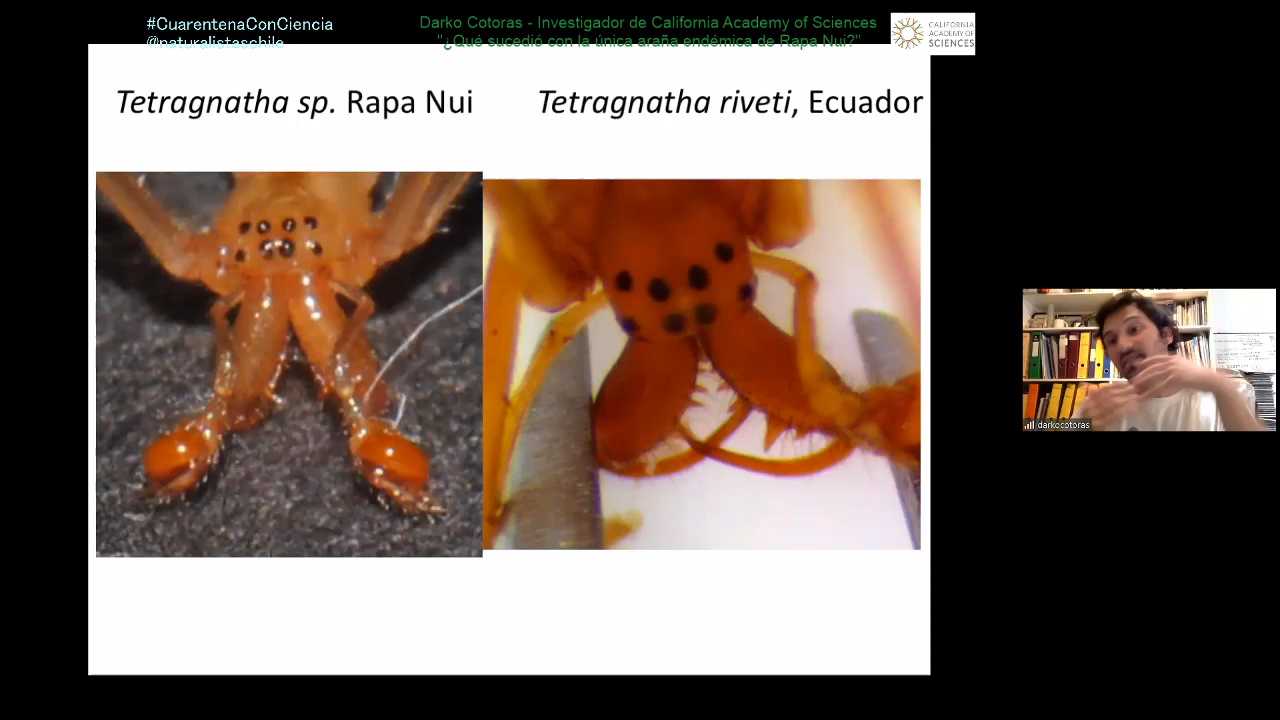 #CuarentenaConCiencia
@naturalistaschile
Darko Cotoras - Investigador de California Academy of Sciences
"¿Qué sucedió con la única araña endémica de Rapa Nui?"
CALIFORNIA
ACADEMY OF
SCIENCES
Tetragnatha sp. Rapa Nui
Tetragnatha riveti, Ecuador
darkocotoras